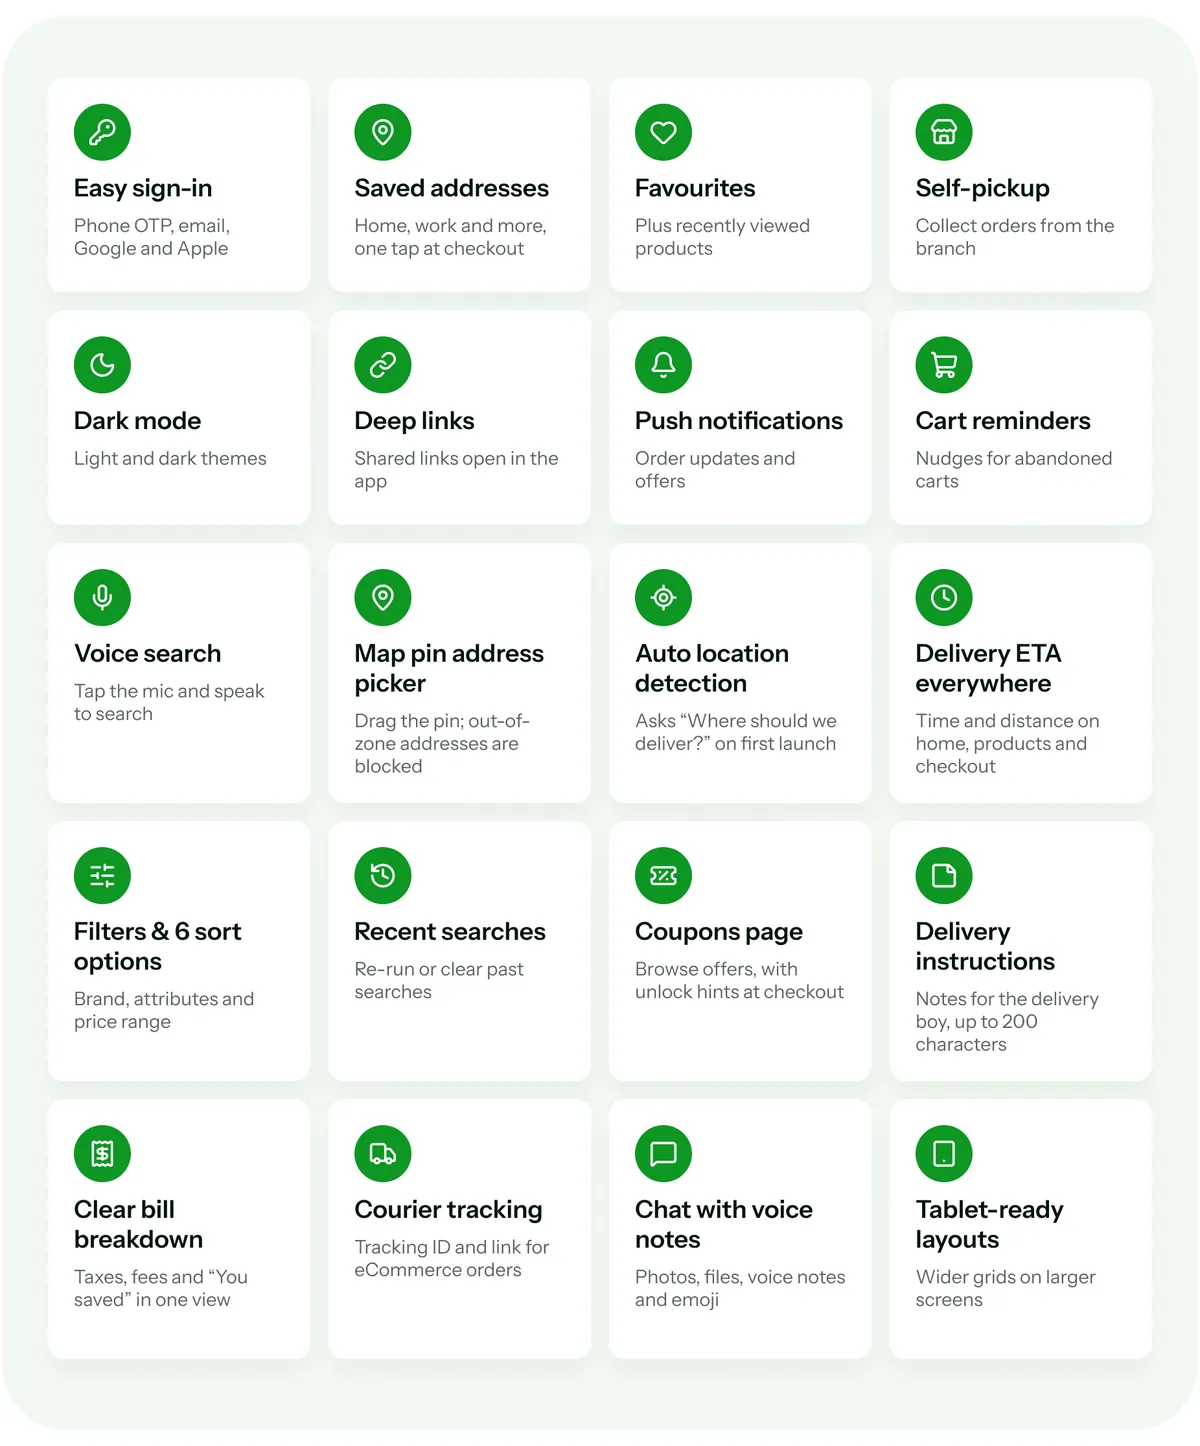 Easy sign-in
Phone OTP, email,
Google and Apple
Saved addresses
Home, work and more,
one tap at checkout
Favourites
Plus recently viewed
products
Self-pickup
Collect orders from the
branch
Dark mode
Light and dark themes
Deep links
Shared links open in the
app
Push notifications
Order updates and
offers
Cart reminders
Nudges for abandoned
carts
Voice search
Tap the mic and speak
to search
Map pin address
picker
Drag the pin; out-of-
zone addresses are
blocked
Auto location
detection
Asks “Where should we
deliver?” on first launch
Delivery ETA
everywhere
Time and distance on
home, products and
checkout
Filters & 6 sort
options
Brand, attributes and
price range
Recent searches
Re-run or clear past
searches
Coupons page
Browse offers, with
unlock hints at checkout
Delivery
instructions
Notes for the delivery
boy, up to 200
characters
Clear bill
breakdown
Taxes, fees and “You
saved” in one view
Courier tracking
Tracking ID and link for
eCommerce orders
Chat with voice
notes
Photos, files, voice notes
and emoji
Tablet-ready
layouts
Wider grids on larger
screens